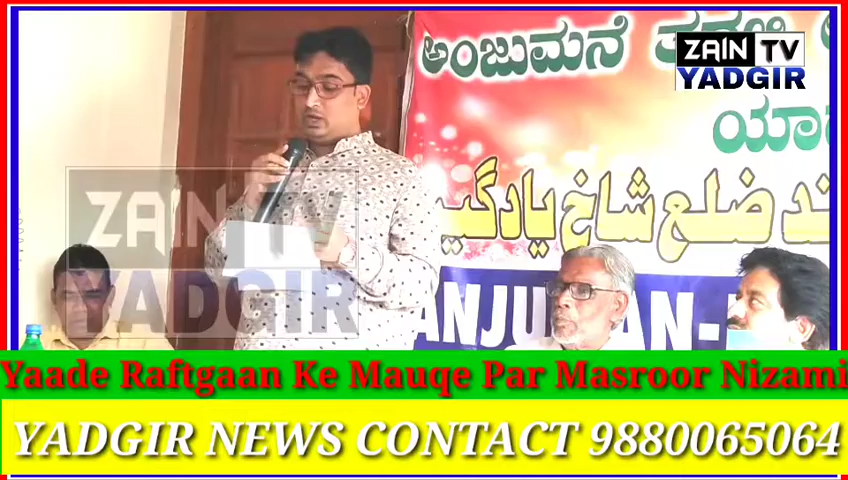 ಅಂಜುಮನೆ
ZAIN TV
YADGIR
ಯಾದ
ضلع شاخ یادگیر
ZAIN TV
YADGIR
ANJUMAN-
Yaade Raftgaan Ke Mauqe Par Masroor Nizami
YADGIR NEWS CONTACT 9880065064